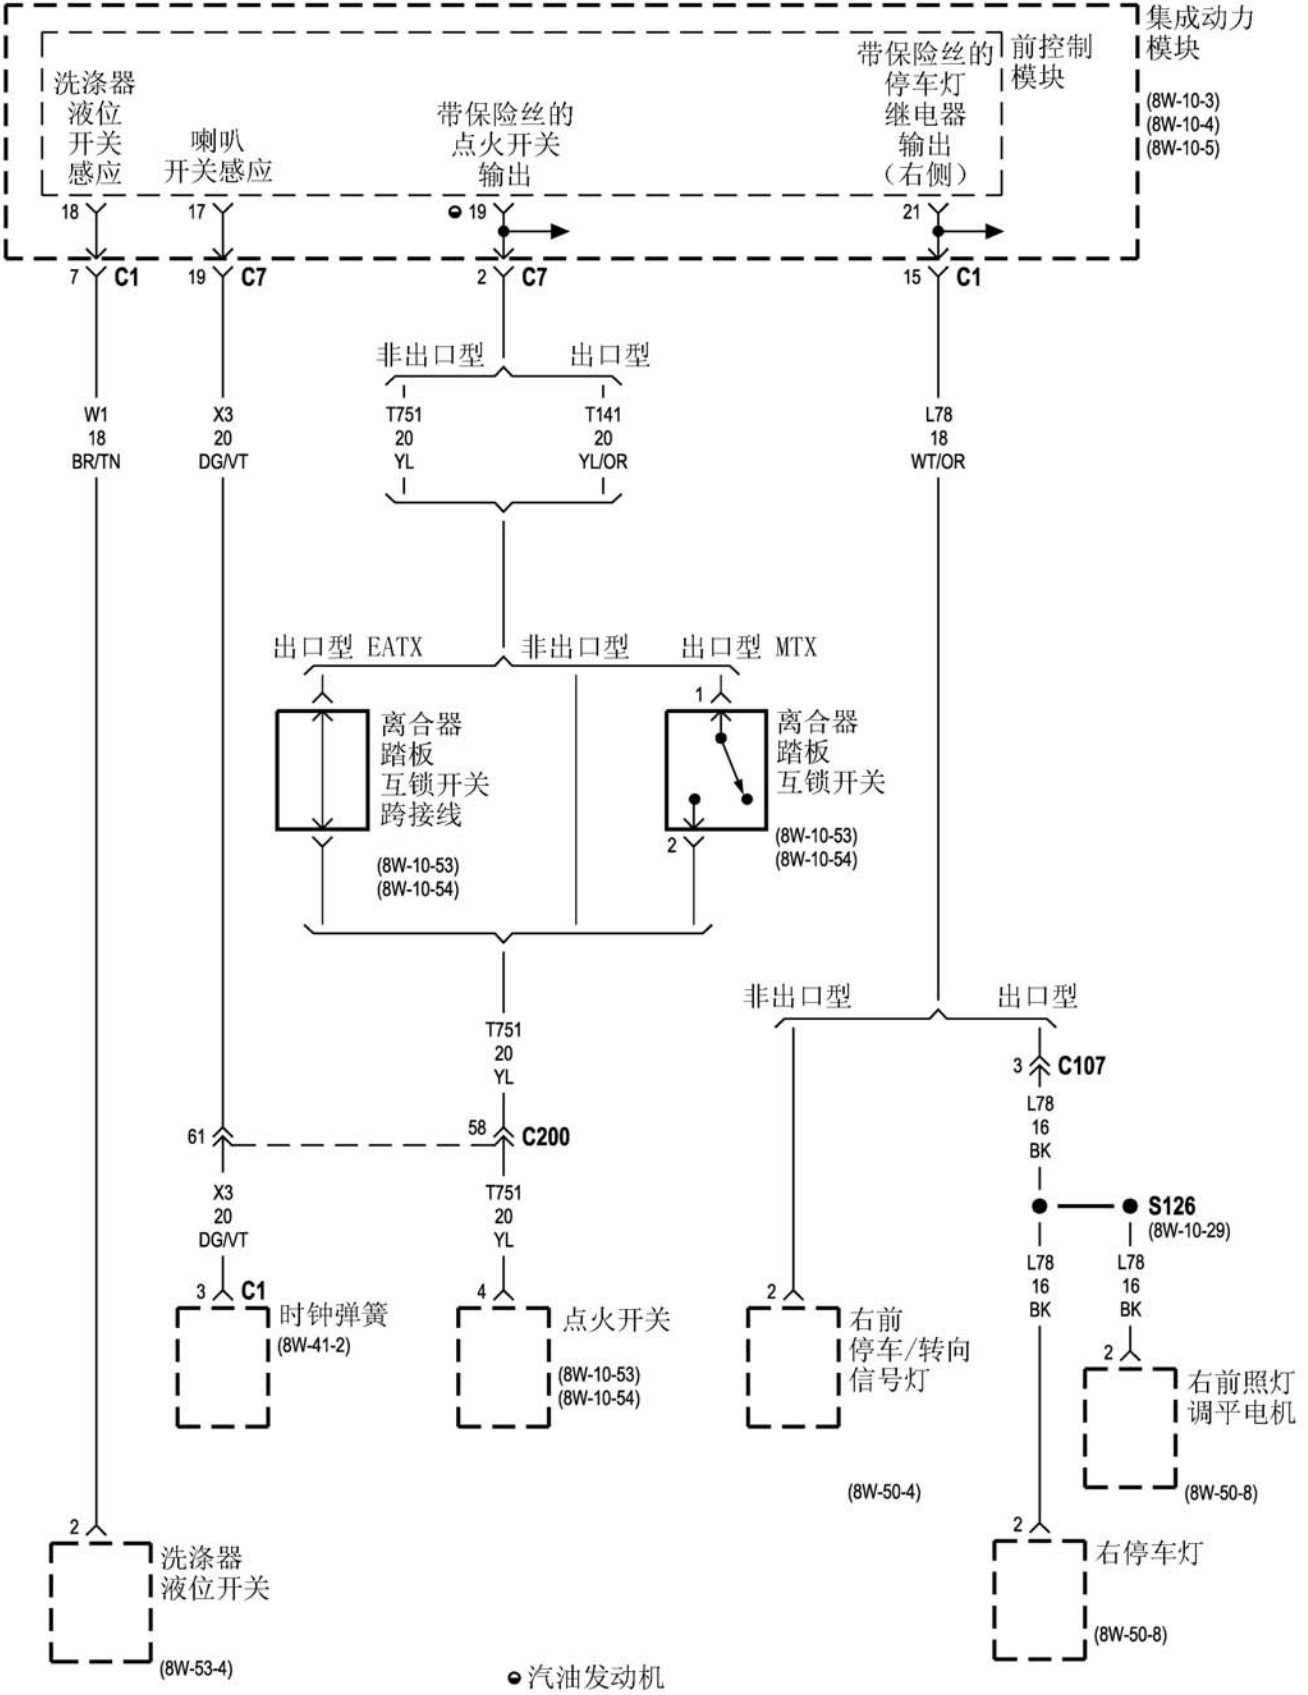 集成动力
模块
(8W-10-3)
(8W-10-4)
(8W-10-5)
前控制
模块
洗涤器
液位
开关
感应
喇叭
开关感应
带保险丝的
点火开关
输出
带保险丝的
停车灯
继电器
输出
（右侧）
18
17
19
21
7 C1
19 C7
2 C7
15 C1
非出口型
出口型
W1
18
BR/TN
X3
20
DG/VT
T751
20
YL
T141
20
YL/OR
L78
18
WT/OR
出口型 EATX
非出口型
出口型 MTX
离合器
踏板
互锁开关
跨接线
(8W-10-53)
(8W-10-54)
1
2
离合器
踏板
互锁开关
(8W-10-53)
(8W-10-54)
非出口型
出口型
T751
20
YL
3 C107
L78
16
BK
61
58 C200
X3
20
DG/VT
T751
20
YL
S126
(8W-10-29)
L78
16
BK
L78
16
BK
3 C1
时钟弹簧
(8W-41-2)
4
点火开关
(8W-10-53)
(8W-10-54)
2
右前
停车/转向
信号灯
(8W-50-4)
2
右前照灯
调平电机
(8W-50-8)
2
洗涤器
液位开关
(8W-53-4)
2
右停车灯
(8W-50-8)
汽油发动机